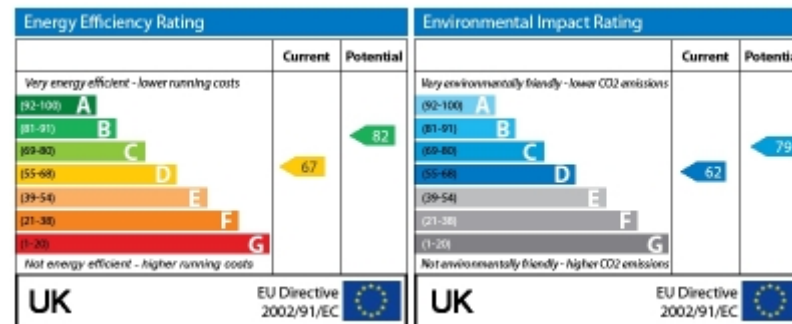 Energy Efficiency Rating
Current Potential
Very energy efficient - lower running costs
(92-100) A
(81-91) B
(69-80) C
(55-68) D
(39-54) E
(21-38) F
(1-20) G
67
82
Not energy efficient - higher running costs
UK
EU Directive
2002/91/EC
Environmental Impact Rating
Current Potentia
Very environmentally friendly - lower CO2 emissions
(92-100) A
(81-91) B
(69-80) C
(55-68) D
(39-54) E
(21-38) F
(1-20) G
62
79
Not environmentally friendly - higher CO2 emissions
UK
EU Directive
2002/91/EC